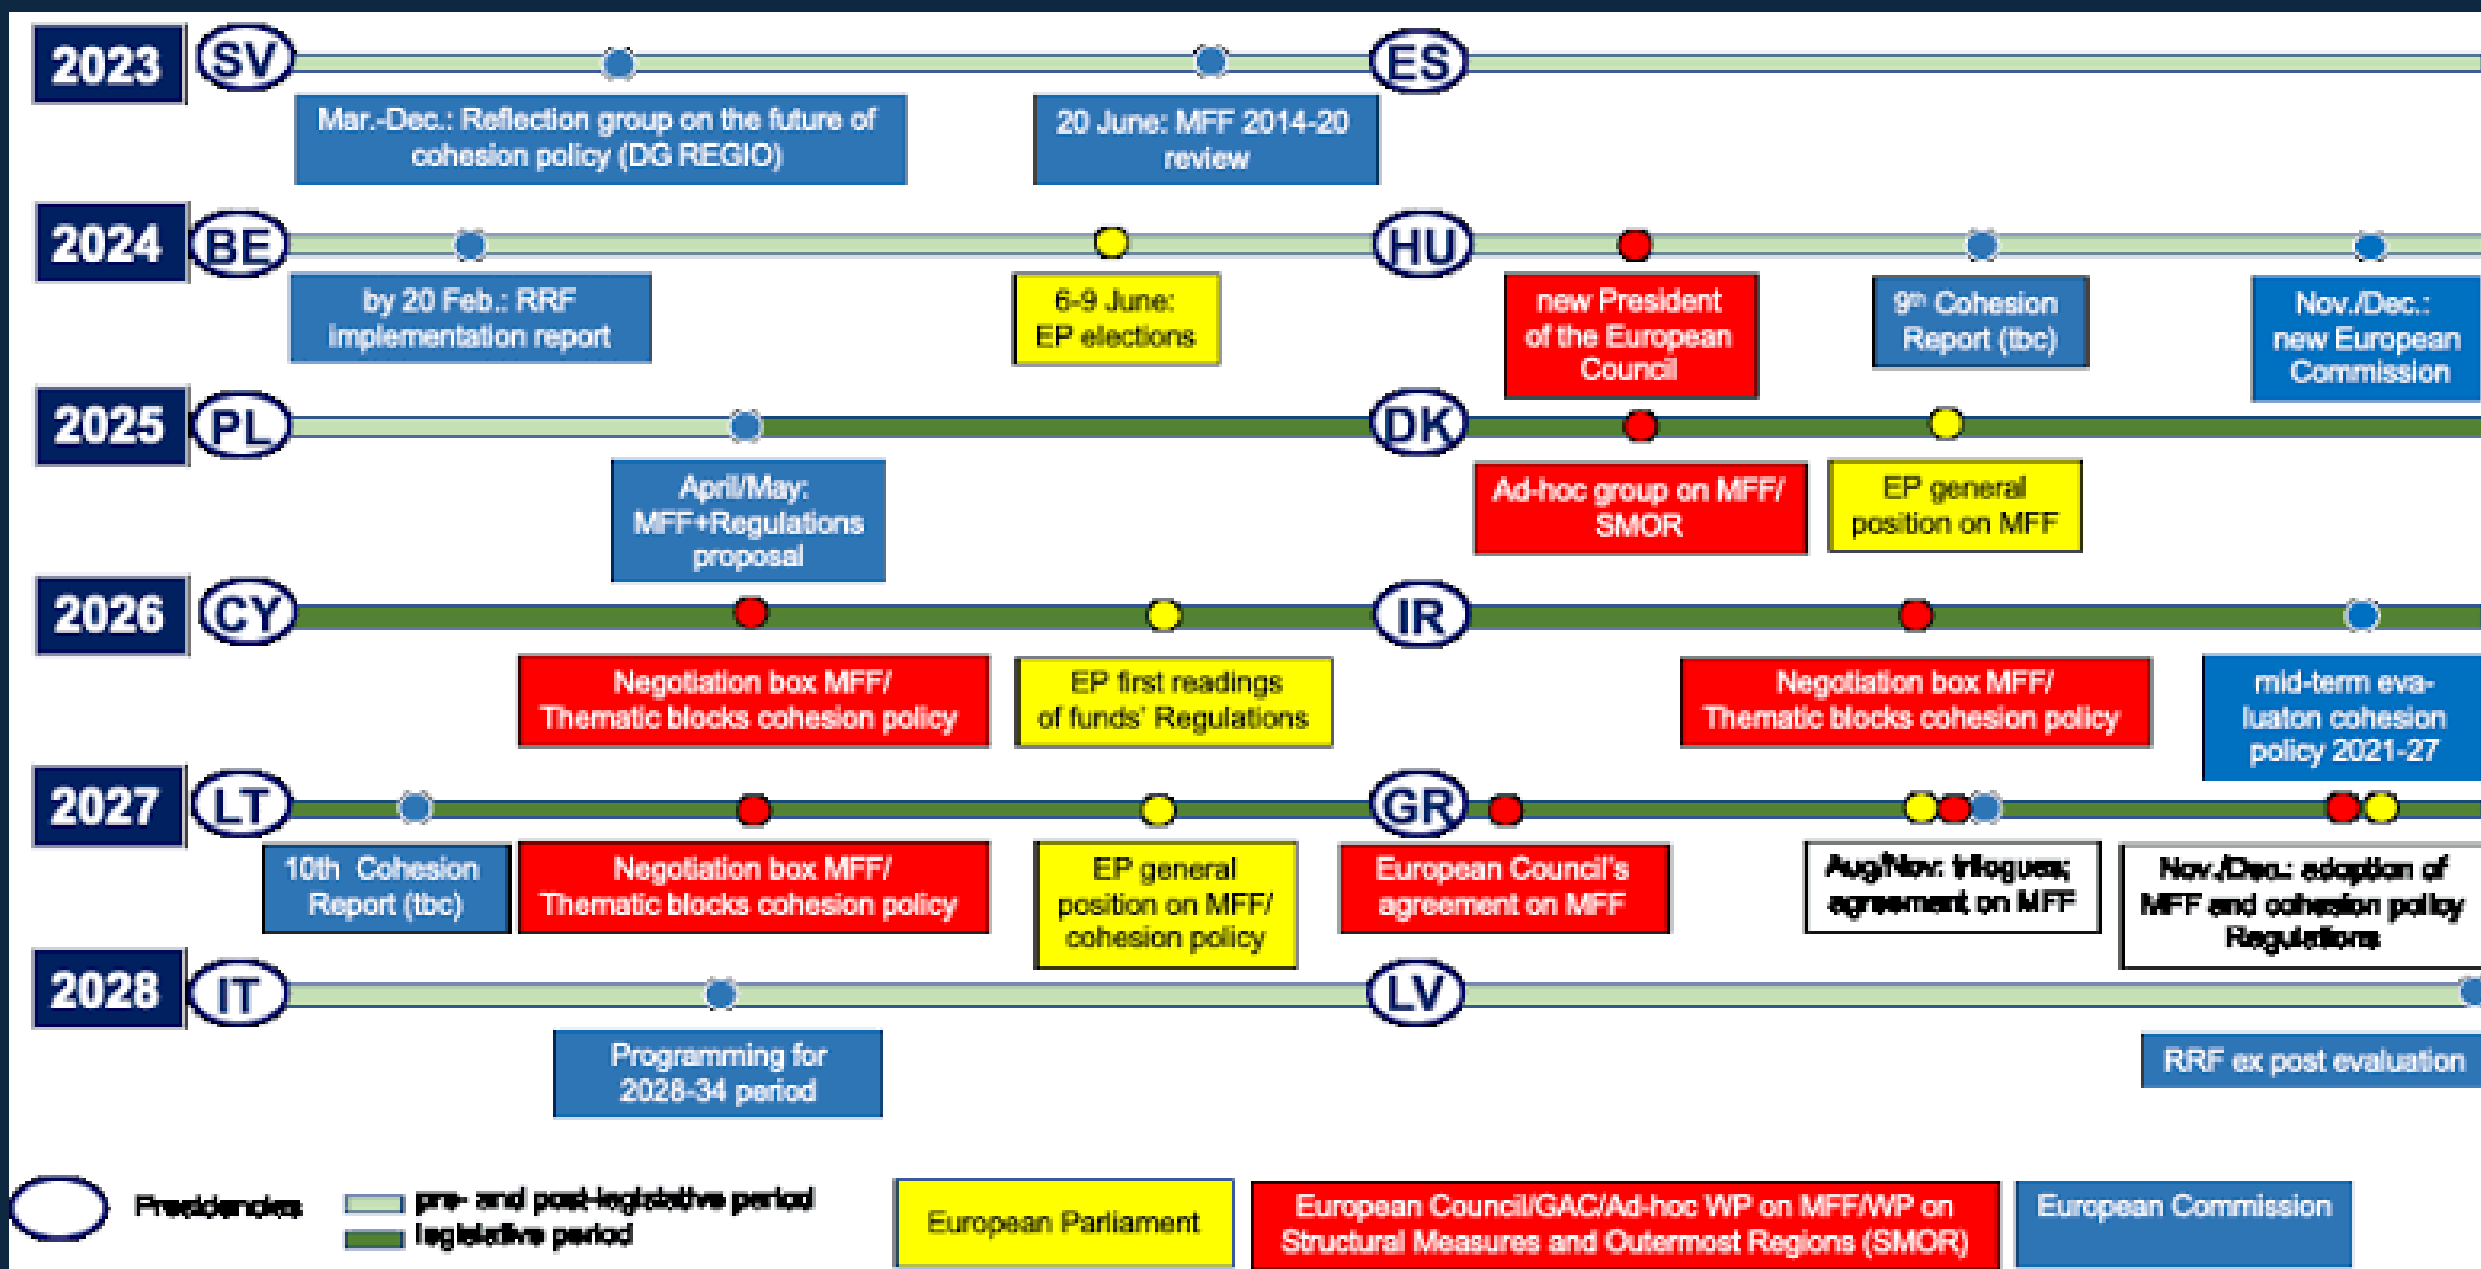 2023
SV
ES
Mar.-Dec.: Reflection group on the future of
cohesion policy (DG REGIO)
20 June: MFF 2014-20
review
2024
BE
HU
by 20 Feb.: RRF
implementation report
6-9 June:
EP elections
new President
of the European
Council
9th Cohesion
Report (tbc)
Nov./Dec.:
new European
Commission
2025
PL
DK
April/May:
MFF+Regulations
proposal
Ad-hoc group on MFF/
SMOR
EP general
position on MFF
2026
CY
IR
Negotiation box MFF/
Thematic blocks cohesion policy
EP first readings
of funds' Regulations
Negotiation box MFF/
Thematic blocks cohesion policy
mid-term eva-
luaton cohesion
policy 2021-27
2027
LT
GR
10th Cohesion
Report (tbc)
Negotiation box MFF/
Thematic blocks cohesion policy
EP general
position on MFF/
cohesion policy
European Council's
agreement on MFF
Aug/Nov: trilogues;
agreement on MFF
Nov./Dec.: adoption of
MFF and cohesion policy
Regulations
2028
IT
LV
Programming for
2028-34 period
RRF ex post evaluation
Presidencies
pre- and post-legislative period
legislative period
European Parliament
European Council/GAC/Ad-hoc WP on MFF/WP on
Structural Measures and Outermost Regions (SMOR)
European Commission